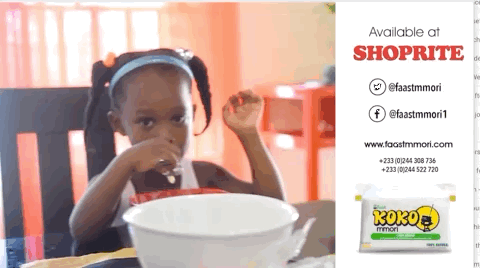 Available at
SHOPRITE
@faastmmori
@faastmmori1
www.faastmmori.com
+233 (0)244 308 736
+233 (0)244 522 720
KOKO
mmori